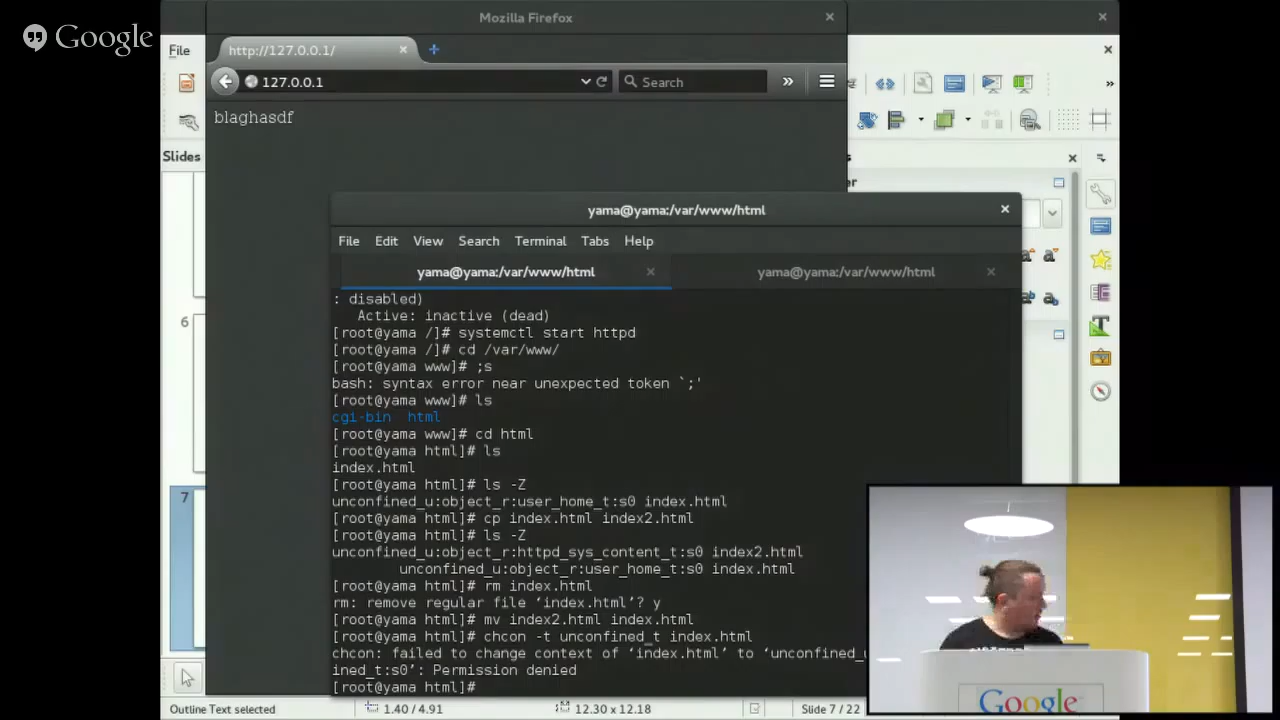 Google
Mozilla Firefox
File
http://127.0.0.1/
127.0.0.1
Search
blaghasdf
Slides
yama@yama:/var/www/html
File Edit View Search Terminal Tabs Help
yama@yama:/var/www/html
yama@yama:/var/www/html
: disabled)
Active: inactive (dead)
[root@yama /]# systemctl start httpd
[root@yama /]# cd /var/www/
[root@yama www]# ;s
bash: syntax error near unexpected token `;'
[root@yama www]# ls
cgi-bin html
[root@yama www]# cd html
[root@yama html]# ls
index.html
[root@yama html]# ls -Z
unconfined_u:object_r:user_home_t:s0 index.html
[root@yama html]# cp index.html index2.html
[root@yama html]# ls -Z
unconfined_u:object_r:httpd_sys_content_t:s0 index2.html
unconfined_u:object_r:user_home_t:s0 index.html
[root@yama html]# rm index.html
rm: remove regular file ‘index.html’? y
[root@yama html]# mv index2.html index.html
[root@yama html]# chcon -t unconfined_t index.html
chcon: failed to change context of ‘index.html’ to ‘unconfined_u
ined_t:s0’: Permission denied
[root@yama html]#
6
7
Outline Text selected
1.40 / 4.91
12.30 x 12.18
Slide 7 / 22
Google